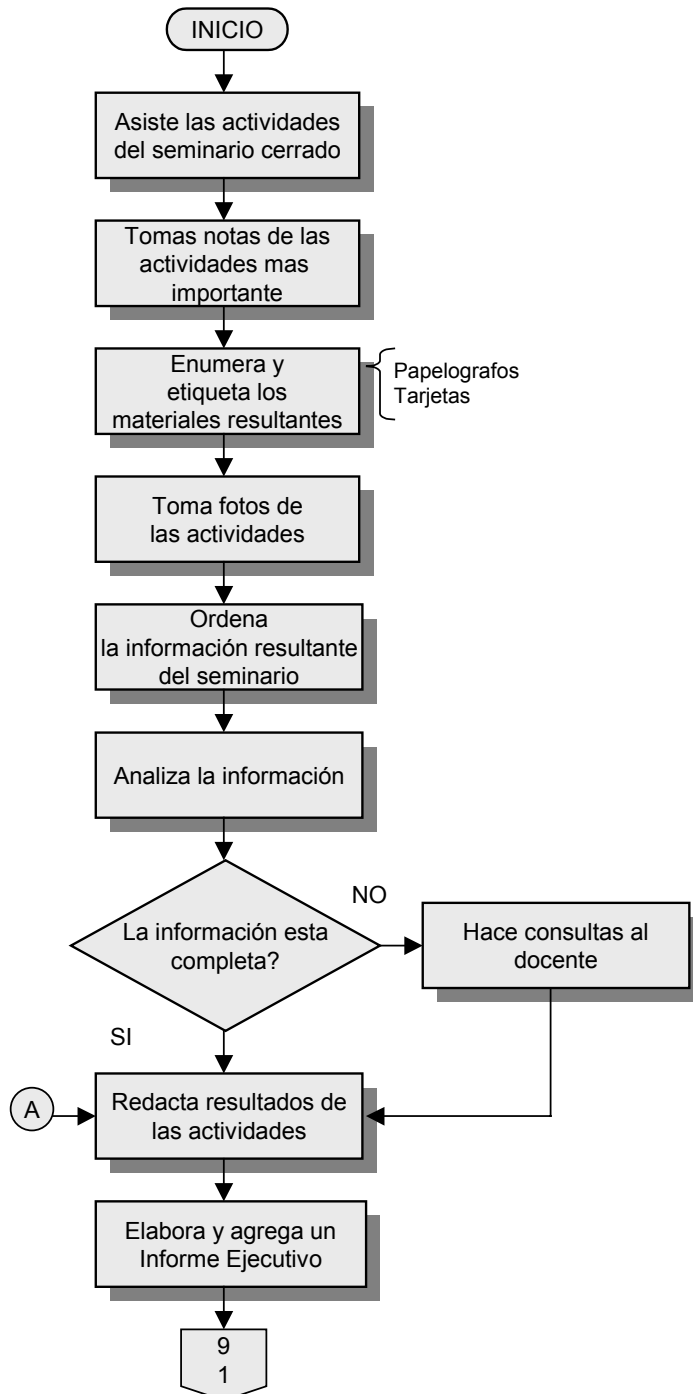 INICIO
Asiste las actividades
del seminario cerrado
Tomas notas de las
actividades mas
importante
Enumera y
etiqueta los
materiales resultantes
Papelografos
Tarjetas
Toma fotos de
las actividades
Ordena
la información resultante
del seminario
Analiza la información
La información esta
completa?
NO
Hace consultas al
docente
SI
A
Redacta resultados de
las actividades
Elabora y agrega un
Informe Ejecutivo
9
1